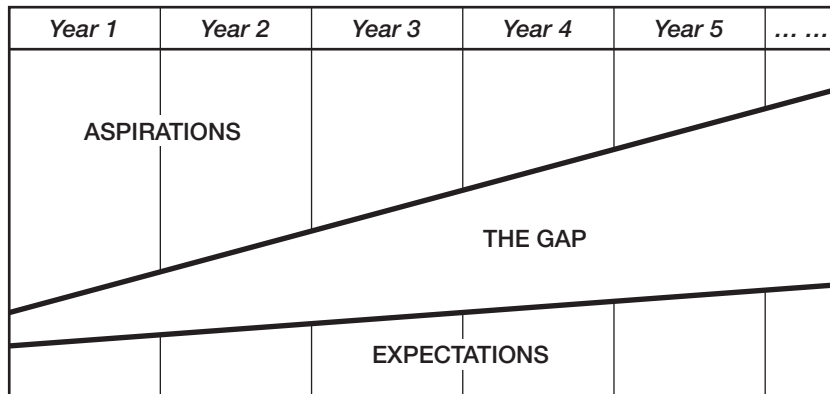 Year 1 Year 2 Year 3 Year 4 Year 5 ... ...
ASPIRATIONS
THE GAP
EXPECTATIONS